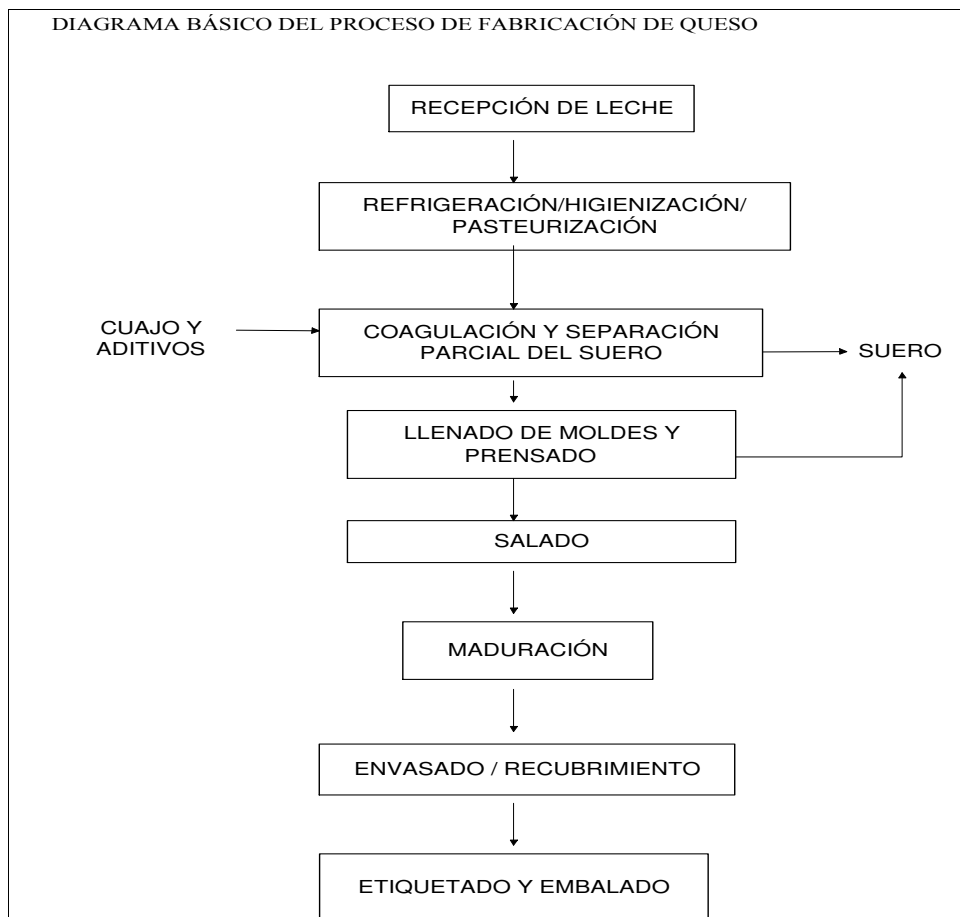 DIAGRAMA BÁSICO DEL PROCESO DE FABRICACIÓN DE QUESO
RECEPCIÓN DE LECHE
REFRIGERACIÓN/HIGIENIZACIÓN/
PASTEURIZACIÓN
CUAJO Y
ADITIVOS
COAGULACIÓN Y SEPARACIÓN
PARCIAL DEL SUERO
SUERO
LLENADO DE MOLDES Y
PRENSADO
SALADO
MADURACIÓN
ENVASADO / RECUBRIMIENTO
ETIQUETADO Y EMBALADO